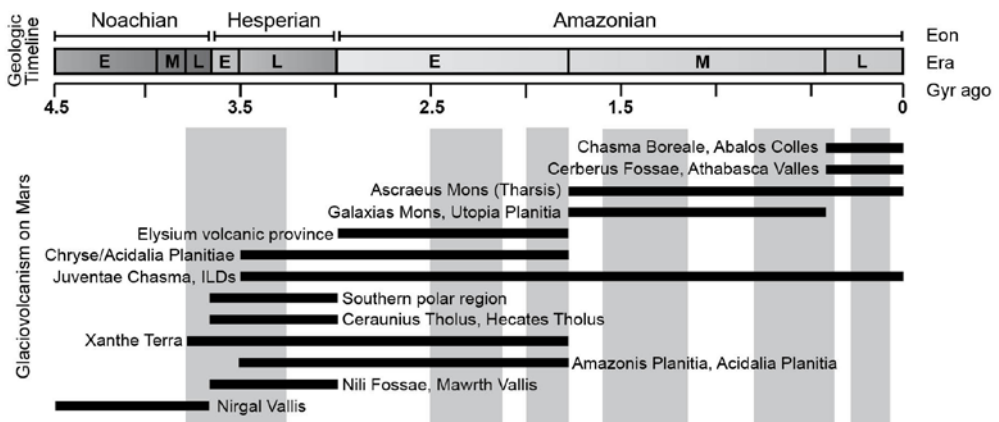 Noachian Hesperian Amazonian Eon
Geologic Timeline
E M L E L E M L Era
Gyr ago
4.5 3.5 2.5 1.5 0
Glaciovolcanism on Mars
Chasma Boreale, Abalos Colles
Cerberus Fossae, Athabasca Valles
Ascraeus Mons (Tharsis)
Galaxias Mons, Utopia Planitia
Elysium volcanic province
Chryse/Acidalia Planitiae
Juventae Chasma, ILDs
Southern polar region
Ceraunius Tholus, Hecates Tholus
Xanthe Terra
Amazonis Planitia, Acidalia Planitia
Nili Fossae, Mawrth Vallis
Nirgal Vallis